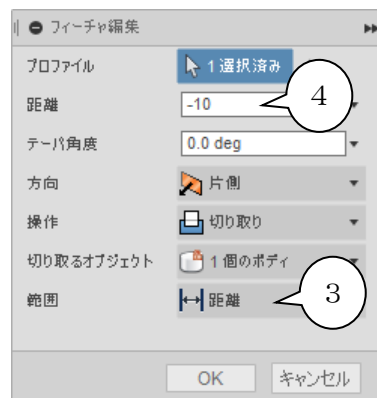 フィーチャ編集
プロファイル 1 選択済み
距離 -10 4
テーパ角度 0.0 deg
方向 片側
操作 切り取り
切り取るオブジェクト 1 個のボディ
範囲 距離 3
OK キャンセル